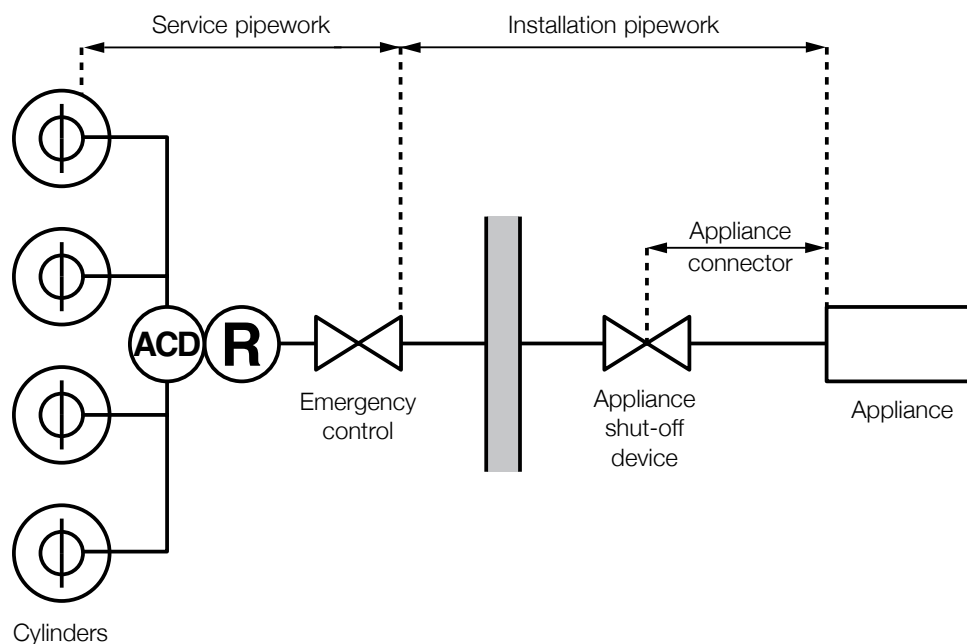 Service pipework
Installation pipework
Appliance
connector
ACD
R
Emergency
control
Appliance
shut-off
device
Appliance
Cylinders